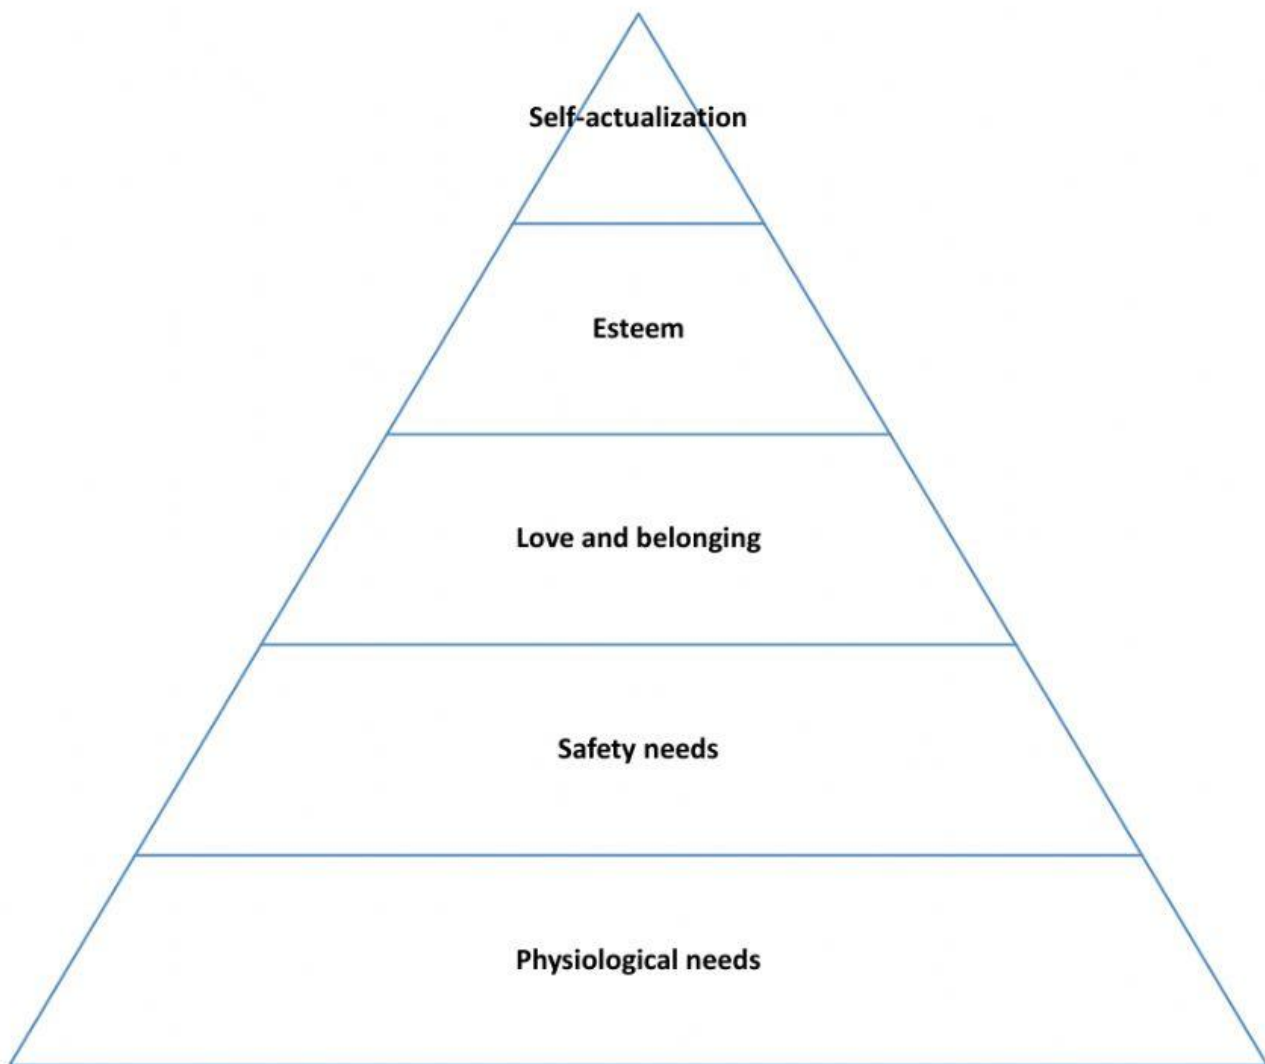 Self-actualization
Esteem
Love and belonging
Safety needs
Physiological needs